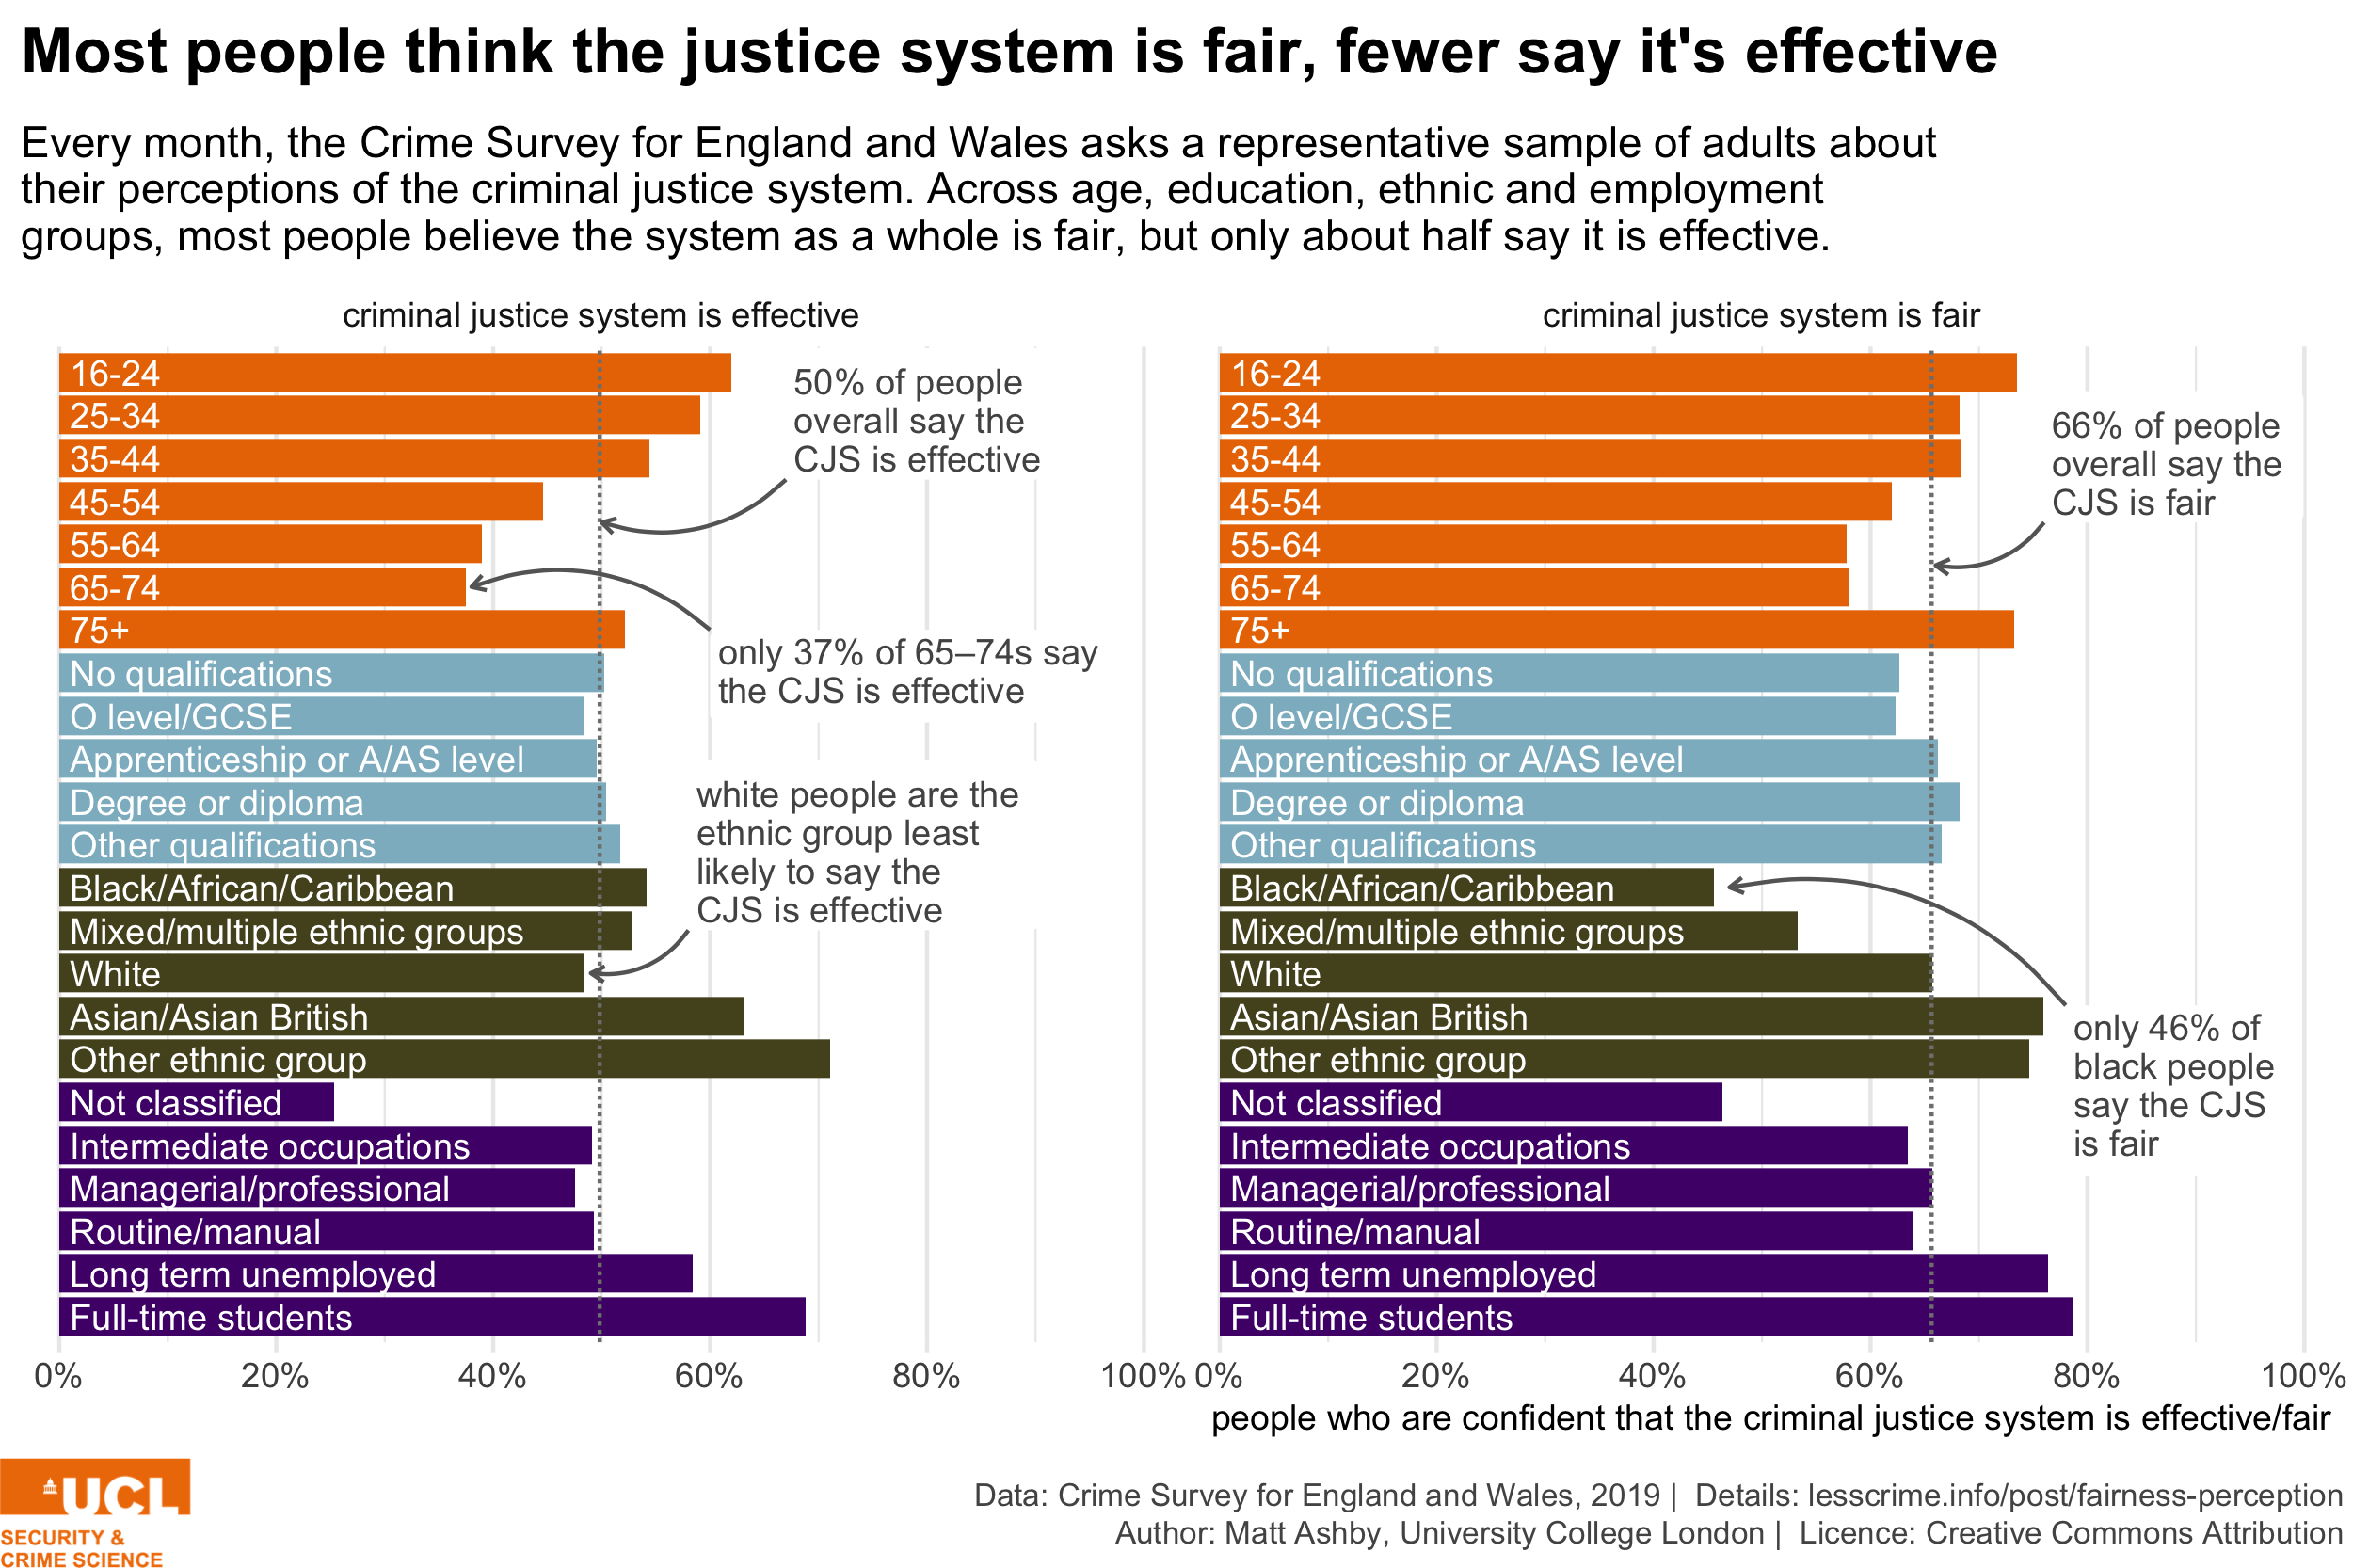 Most people think the justice system is fair, fewer say it's effective
Every month, the Crime Survey for England and Wales asks a representative sample of adults about
their perceptions of the criminal justice system. Across age, education, ethnic and employment
groups, most people believe the system as a whole is fair, but only about half say it is effective.
criminal justice system is effective
16-24
25-34
35-44
45-54
55-64
65-74
75+
No qualifications
O level/GCSE
Apprenticeship or A/AS level
Degree or diploma
Other qualifications
Black/African/Caribbean
Mixed/multiple ethnic groups
White
Asian/Asian British
Other ethnic group
Not classified
Intermediate occupations
Managerial/professional
Routine/manual
Long term unemployed
Full-time students
50% of people
overall say the
CJS is effective
only 37% of 65–74s say
the CJS is effective
white people are the
ethnic group least
likely to say the
CJS is effective
0% 20% 40% 60% 80% 100%
criminal justice system is fair
16-24
25-34
35-44
45-54
55-64
65-74
75+
No qualifications
O level/GCSE
Apprenticeship or A/AS level
Degree or diploma
Other qualifications
Black/African/Caribbean
Mixed/multiple ethnic groups
White
Asian/Asian British
Other ethnic group
Not classified
Intermediate occupations
Managerial/professional
Routine/manual
Long term unemployed
Full-time students
66% of people
overall say the
CJS is fair
only 46% of
black people
say the CJS
is fair
0% 20% 40% 60% 80% 100%
people who are confident that the criminal justice system is effective/fair
UCL
SECURITY &
CRIME SCIENCE
Data: Crime Survey for England and Wales, 2019 | Details: lesscrime.info/post/fairness-perception
Author: Matt Ashby, University College London | Licence: Creative Commons Attribution